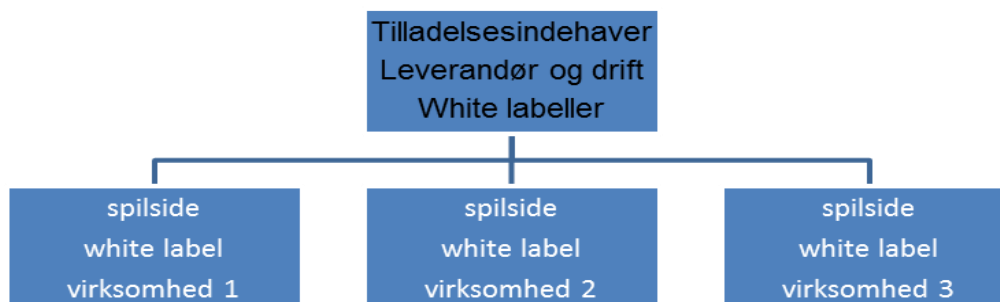 Tilladelsesindehaver
Leverandør og drift
White labeller
spilside
white label
virksomhed 1
spilside
white label
virksomhed 2
spilside
white label
virksomhed 3